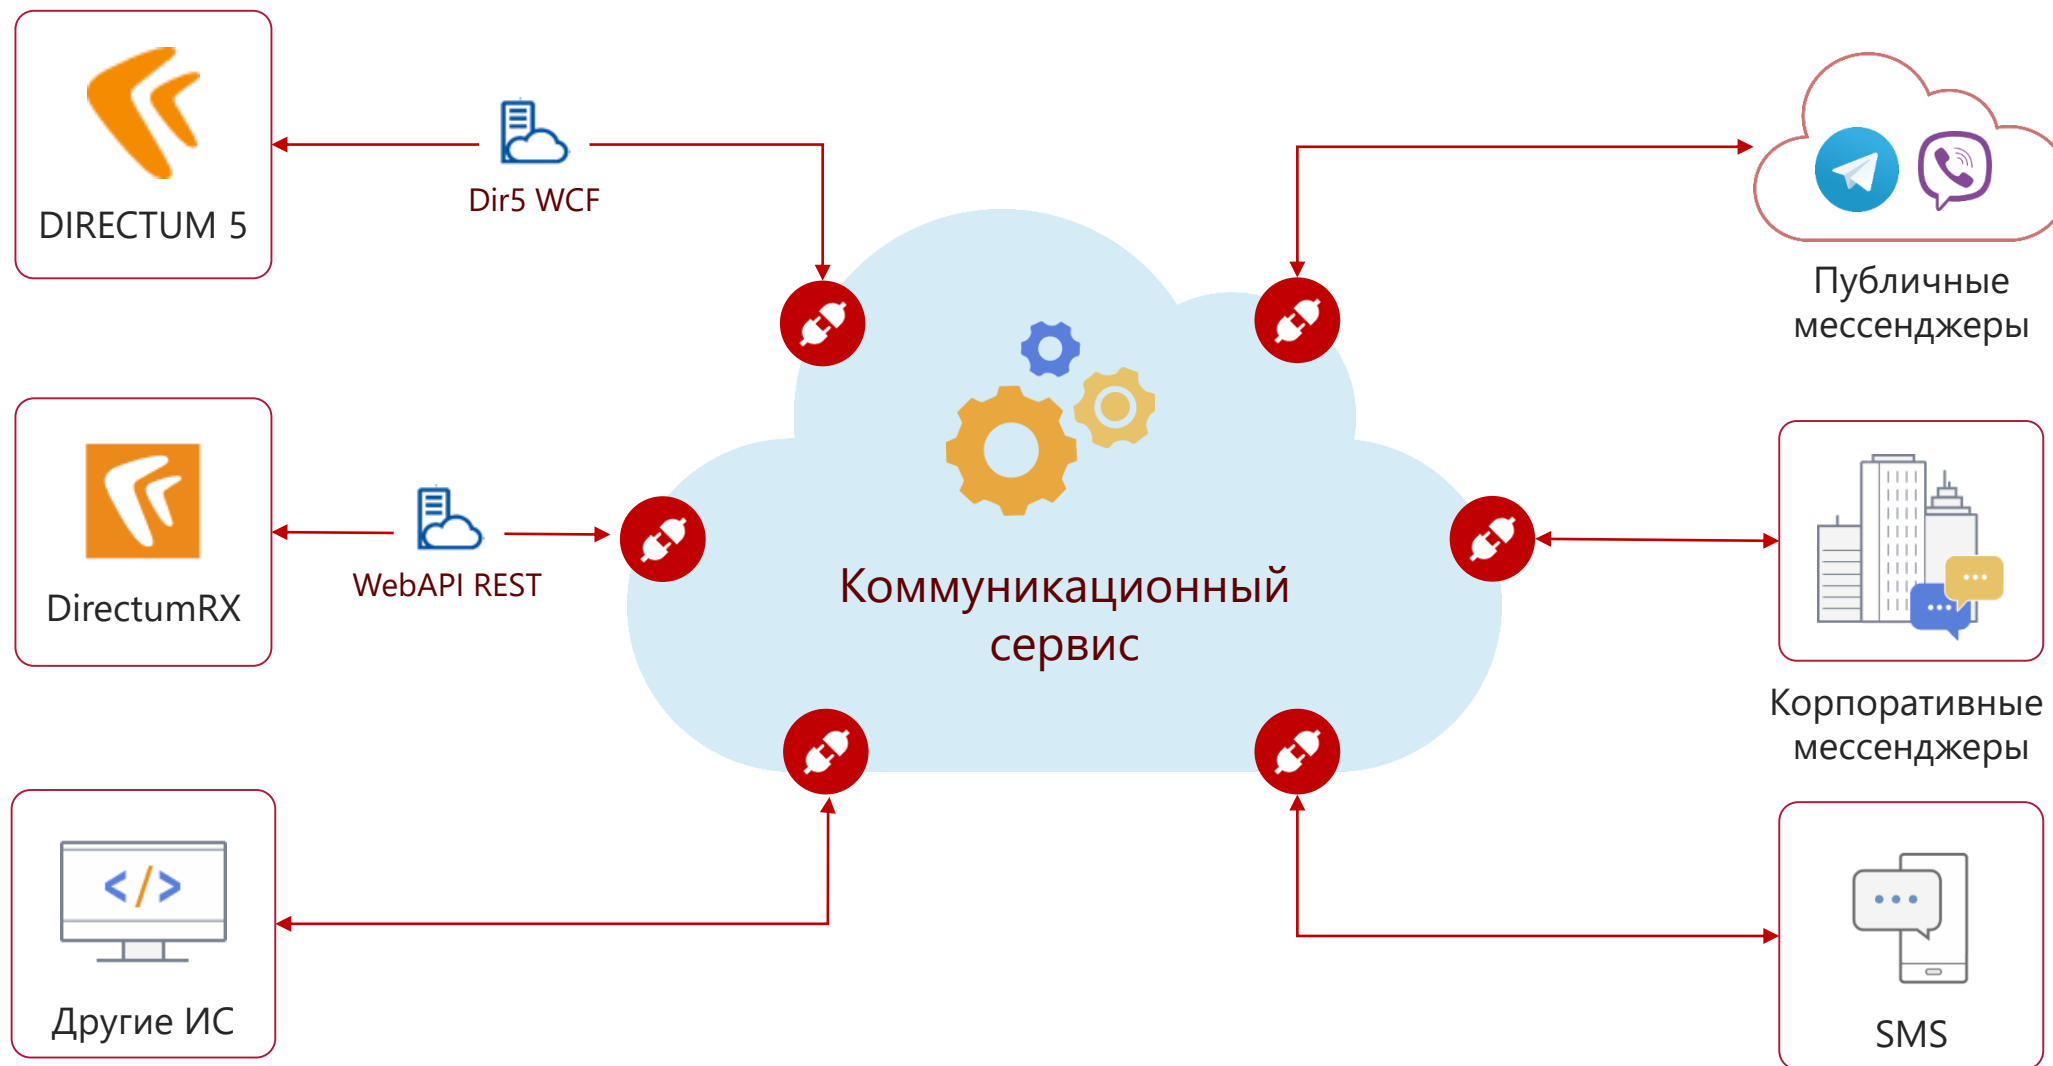 DIRECTUM 5
Dir5 WCF
Публичные
мессенджеры
DirectumRX
WebAPI REST
Коммуникационный
сервис
Корпоративные
мессенджеры
Другие ИС
SMS